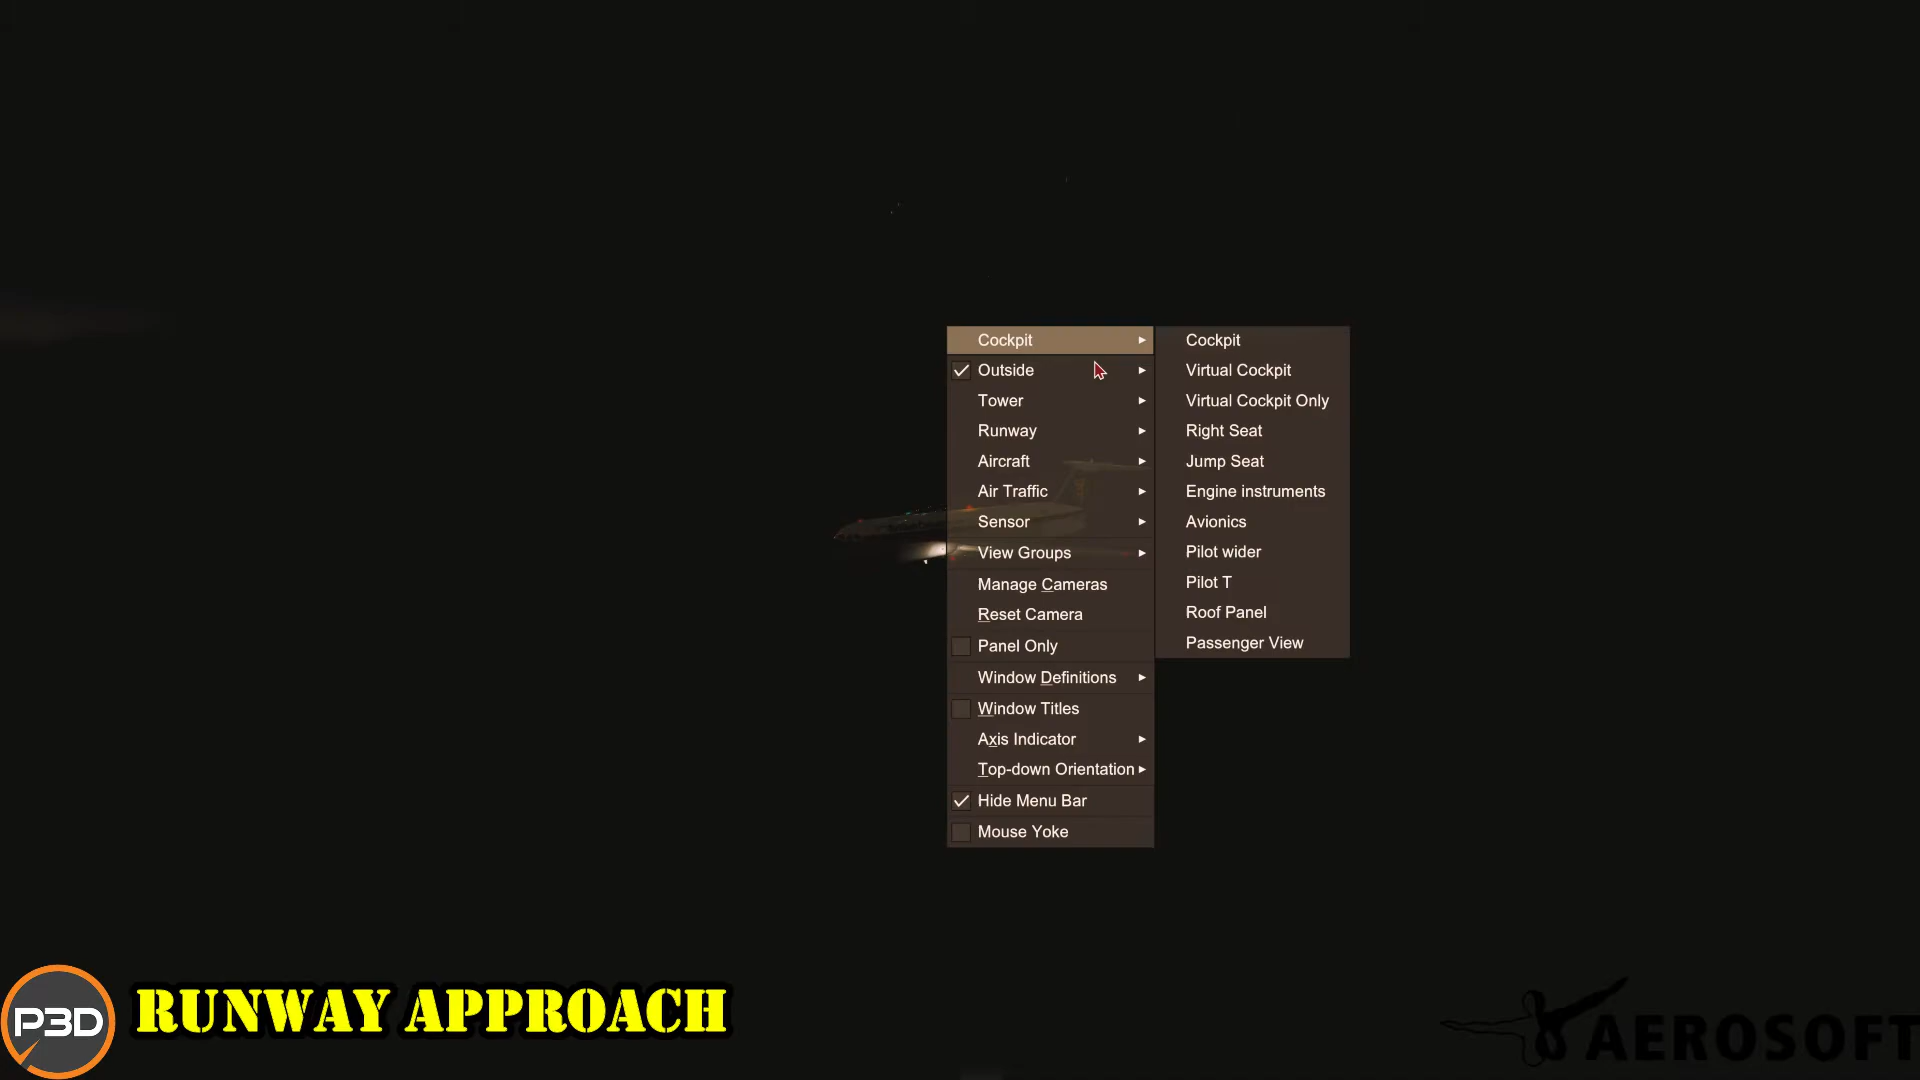 Cockpit
Outside
Tower
Runway
Aircraft
Air Traffic
Sensor
View Groups
Manage Cameras
Reset Camera
Panel Only
Window Definitions
Window Titles
Axis Indicator
Top-down Orientation
Hide Menu Bar
Mouse Yoke
Cockpit
Virtual Cockpit
Virtual Cockpit Only
Right Seat
Jump Seat
Engine instruments
Avionics
Pilot wider
Pilot T
Roof Panel
Passenger View
P3D
RUNWAY APPROACH
AEROSOFT